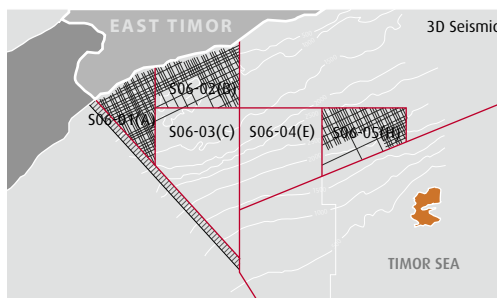 EAST TIMOR
3D Seismic
S06-02(B)
S06-01(A)
S06-03(C)
S06-04(E)
S06-05(H)
TIMOR SEA